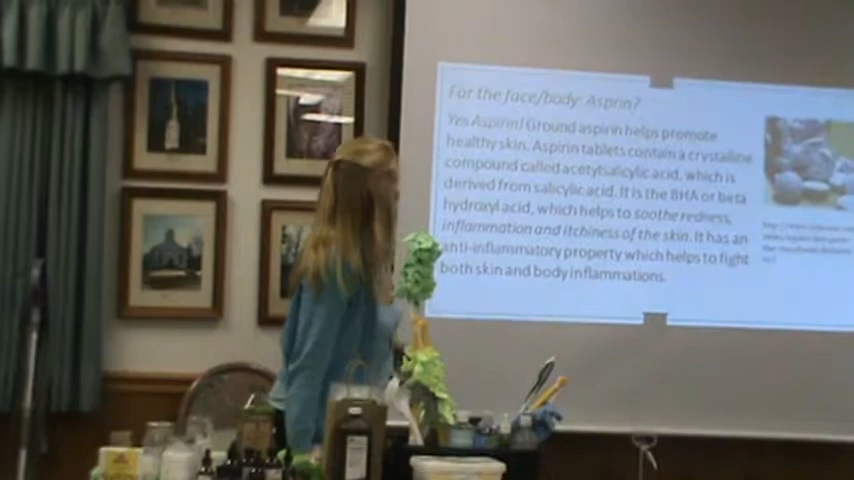 For the face/body: Asprin?
Yes Aspirin! Ground aspirin helps promote
healthy skin. Aspirin tablets contain a crystalline
compound called acetylsalicylic acid, which is
derived from salicylic acid. It is the BHA or beta
hydroxyl acid, which helps to soothe redness,
inflammation and itchiness of the skin. It has an
anti-inflammatory property which helps to fight
both skin and body inflammations.